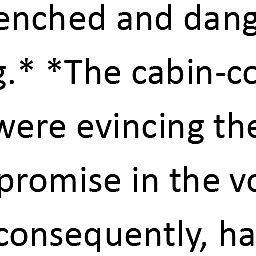 enched and dang
g.* *The cabin-co
were evincing the
promise in the vo
consequently, ha